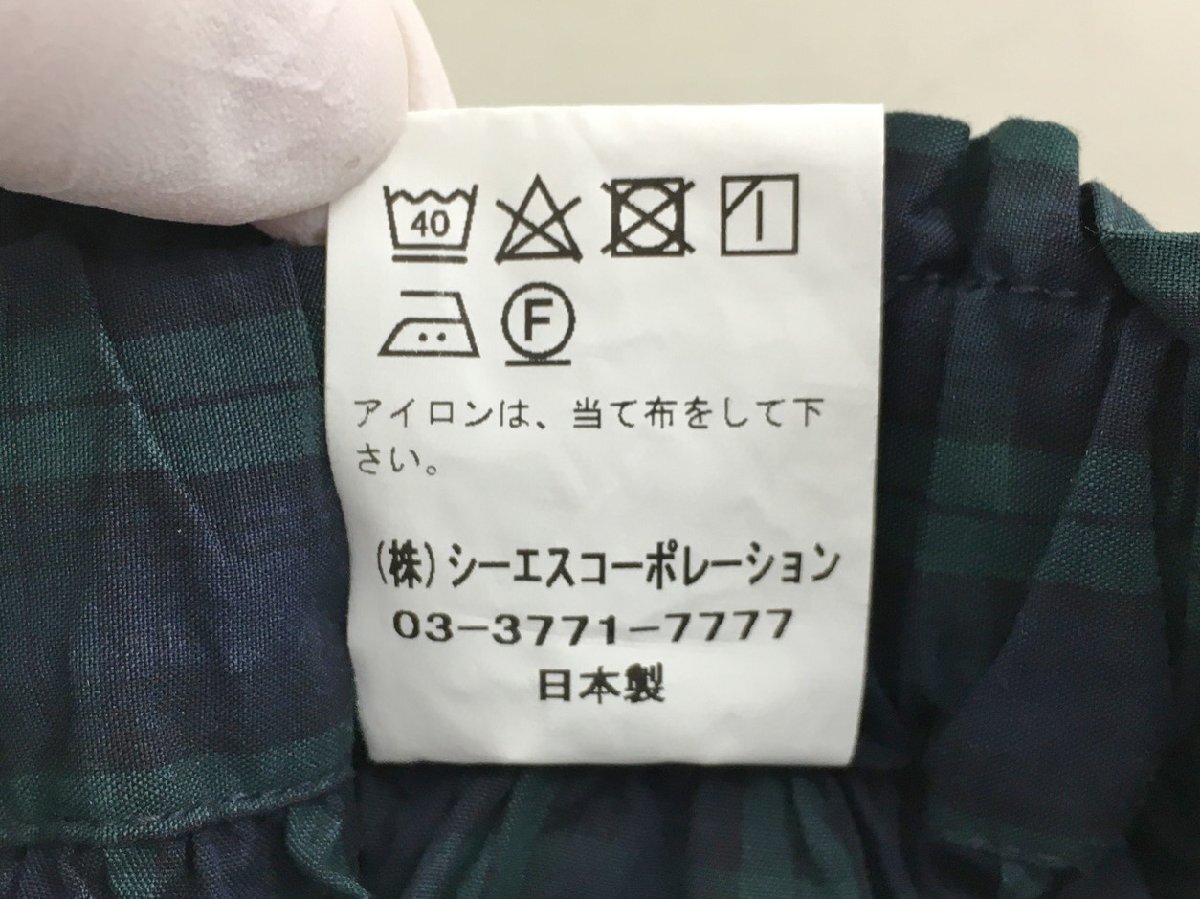 40
F
アイロンは、当て布をして下
さい。
(株)シーエスコーポレーション
03-3771-7777
日本製